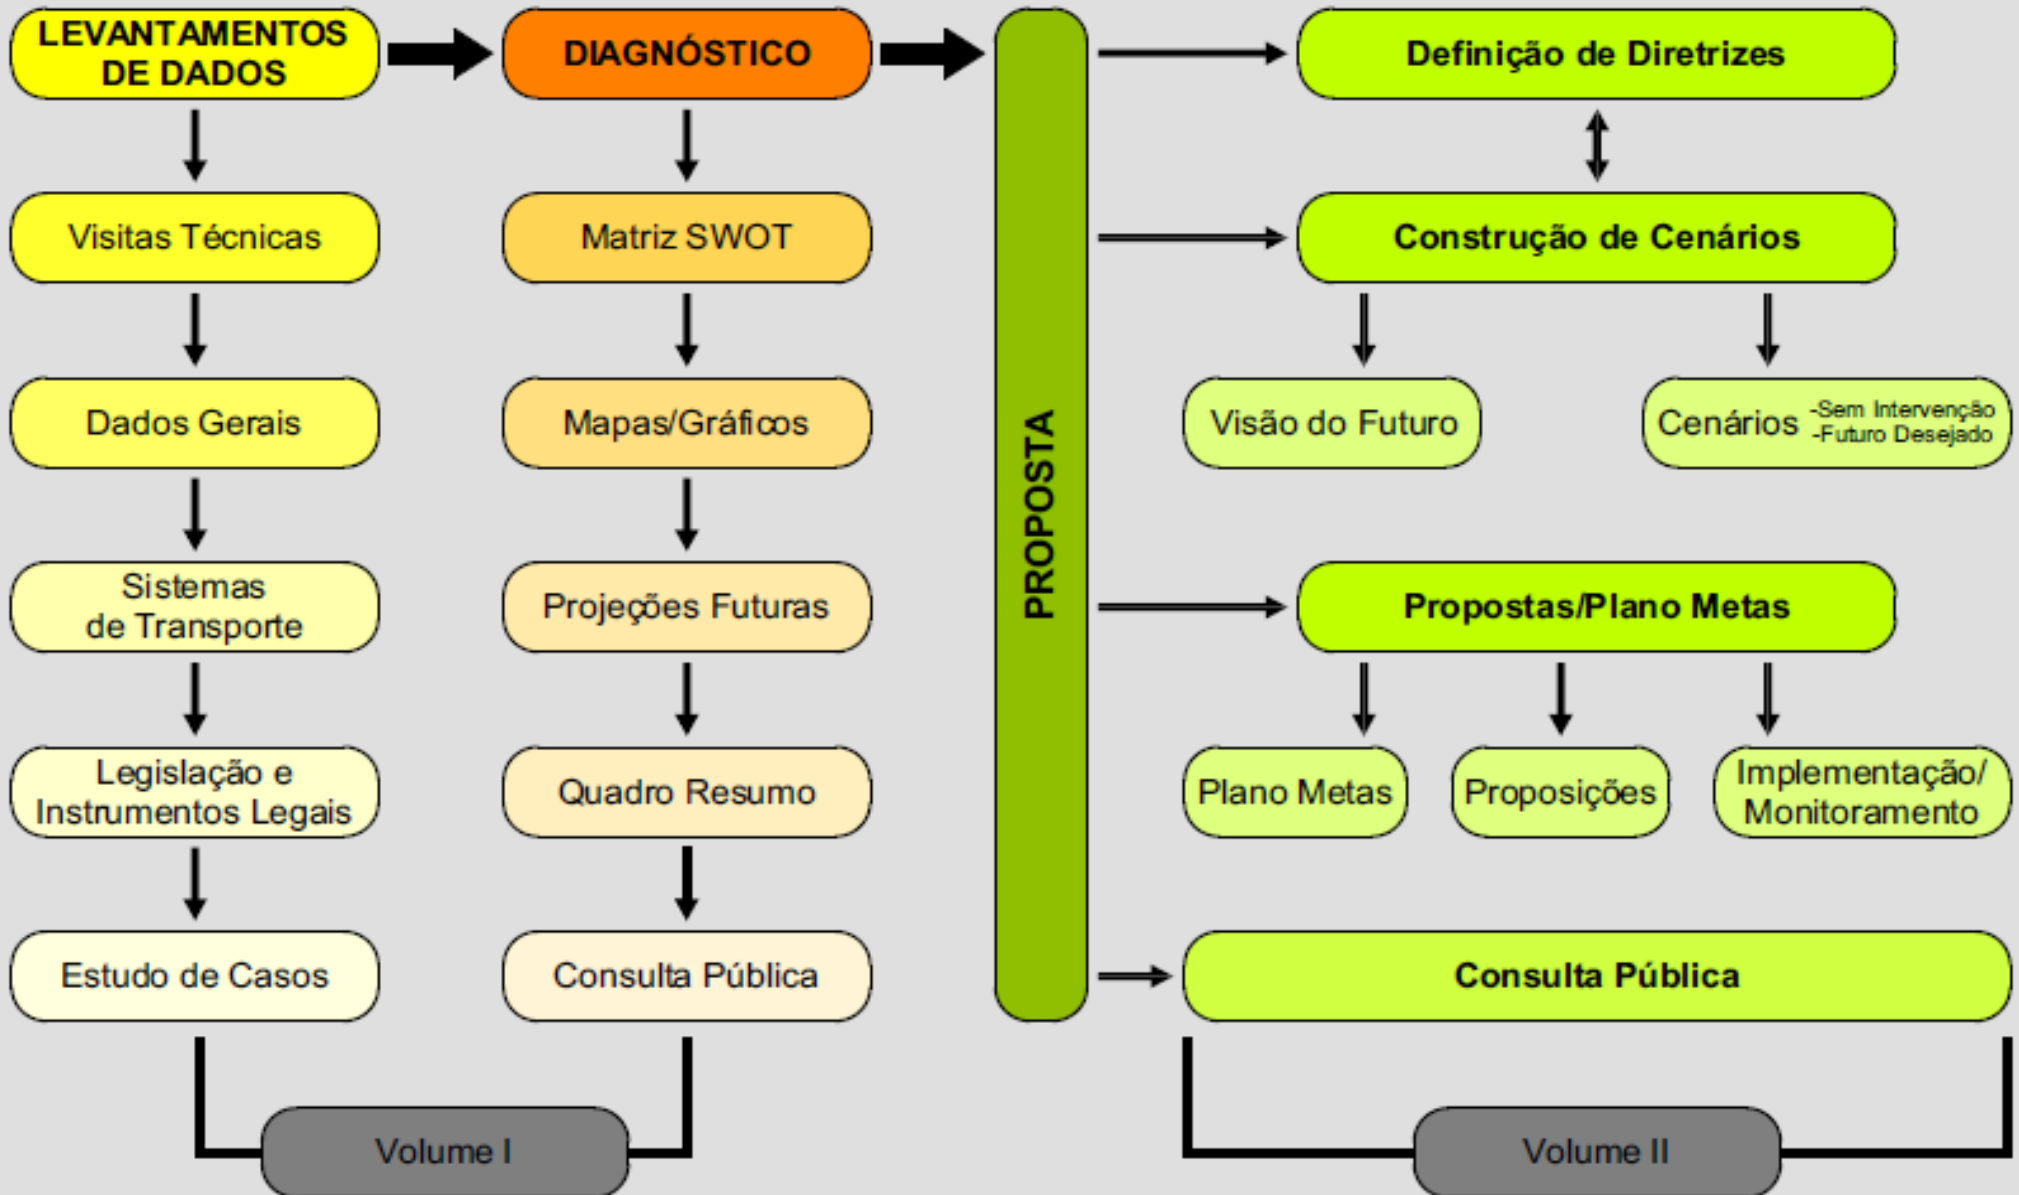 LEVANTAMENTOS
DE DADOS
DIAGNÓSTICO
PROPOSTA
Definição de Diretrizes
Visitas Técnicas
Matriz SWOT
Construção de Cenários
Dados Gerais
Mapas/Gráficos
Visão do Futuro
Cenários
-Sem Intervenção
-Futuro Desejado
Sistemas
de Transporte
Projeções Futuras
Propostas/Plano Metas
Legislação e
Instrumentos Legais
Quadro Resumo
Plano Metas
Proposições
Implementação/
Monitoramento
Estudo de Casos
Consulta Pública
Consulta Pública
Volume I
Volume II